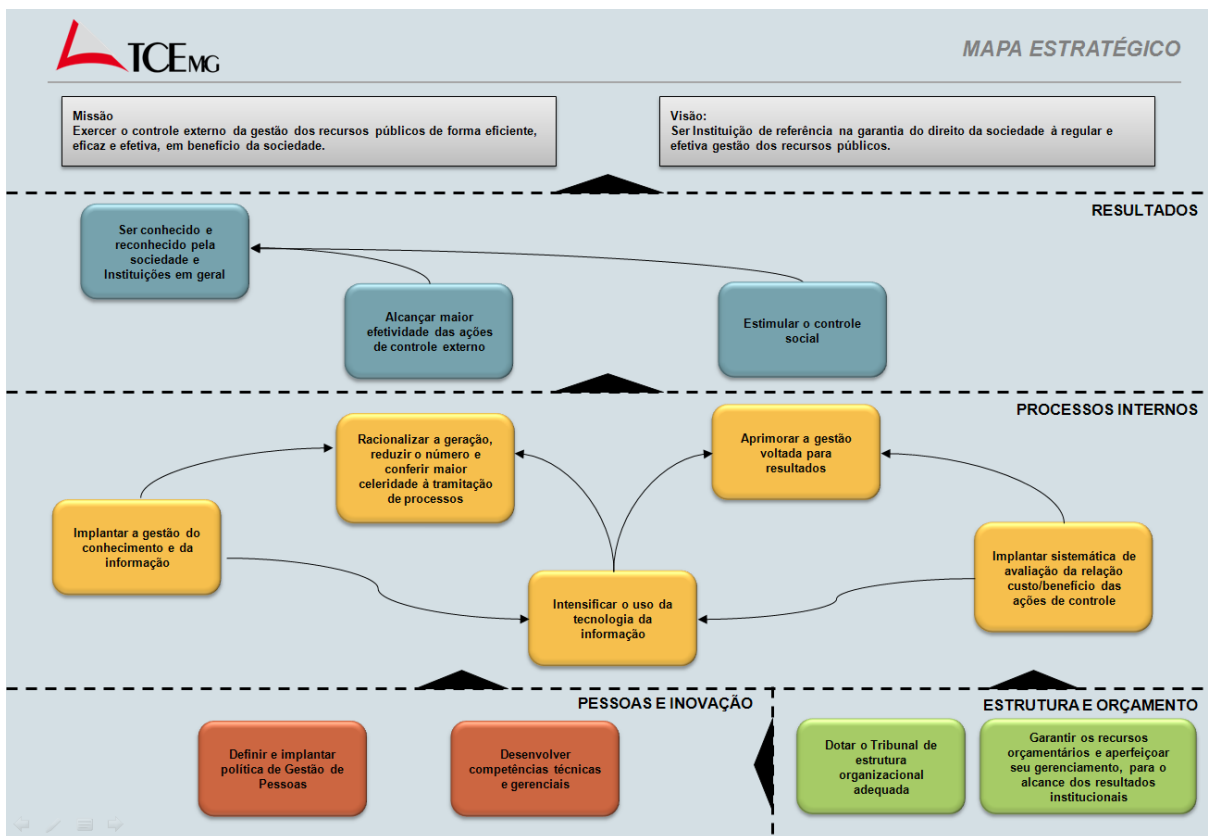 TCEMG
MAPA ESTRATÉGICO
Missão
Exercer o controle externo da gestão dos recursos públicos de forma eficiente,
eficaz e efetiva, em benefício da sociedade.
Visão:
Ser Instituição de referência na garantia do direito da sociedade à regular e
efetiva gestão dos recursos públicos.
RESULTADOS
Ser conhecido e
reconhecido pela
sociedade e
Instituições em geral
Alcançar maior
efetividade das ações
de controle externo
Estimular o controle
social
PROCESSOS INTERNOS
Racionalizar a geração,
reduzir o número e
conferir maior
celeridade à tramitação
de processos
Aprimorar a gestão
voltada para
resultados
Implantar a gestão do
conhecimento e da
informação
Intensificar o uso da
tecnologia da
informação
Implantar sistemática de
avaliação da relação
custo/benefício das
ações de controle
PESSOAS E INOVAÇÃO
Definir e implantar
política de Gestão de
Pessoas
Desenvolver
competências técnicas
e gerenciais
ESTRUTURA E ORÇAMENTO
Dotar o Tribunal de
estrutura
organizacional
adequada
Garantir os recursos
orçamentários e aperfeiçoar
seu gerenciamento, para o
alcance dos resultados
institucionais